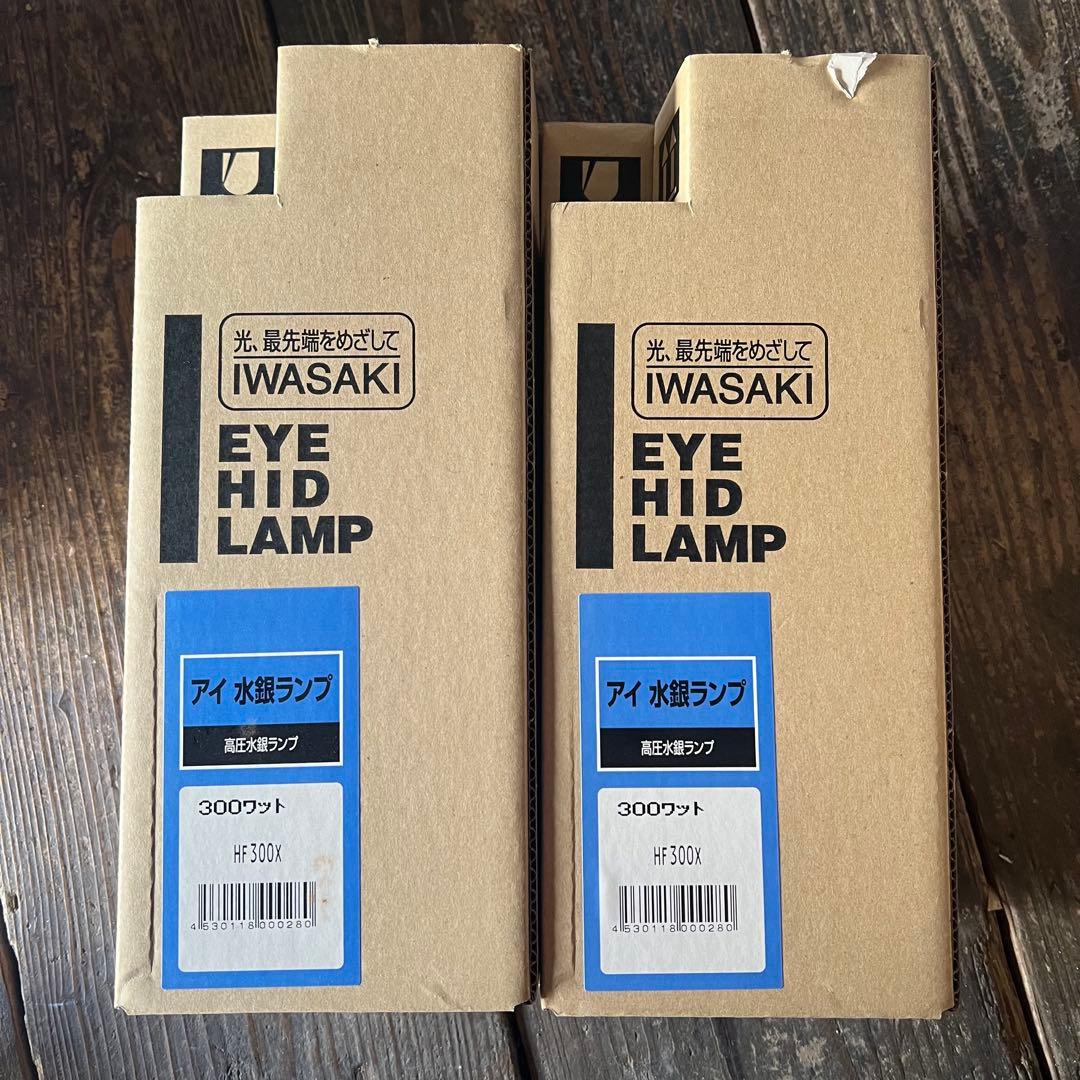 光、最先端をめざして
IWASAKI
EYE
HID
LAMP
アイ 水銀ランプ
高圧水銀ランプ
300ワット
HF300X
4530118000280
光、最先端をめざして
IWASAKI
EYE
HID
LAMP
アイ 水銀ランプ
高圧水銀ランプ
300ワット
HF300X
4530118000280